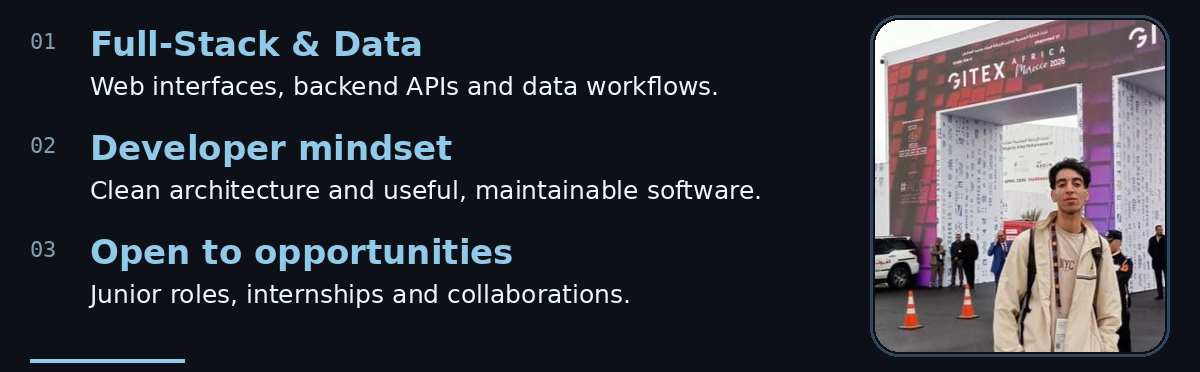 01
Full-Stack & Data
Web interfaces, backend APIs and data workflows.
02
Developer mindset
Clean architecture and useful, maintainable software.
03
Open to opportunities
Junior roles, internships and collaborations.
GITEX AFRICA
Morocco 2026
GI
NYC